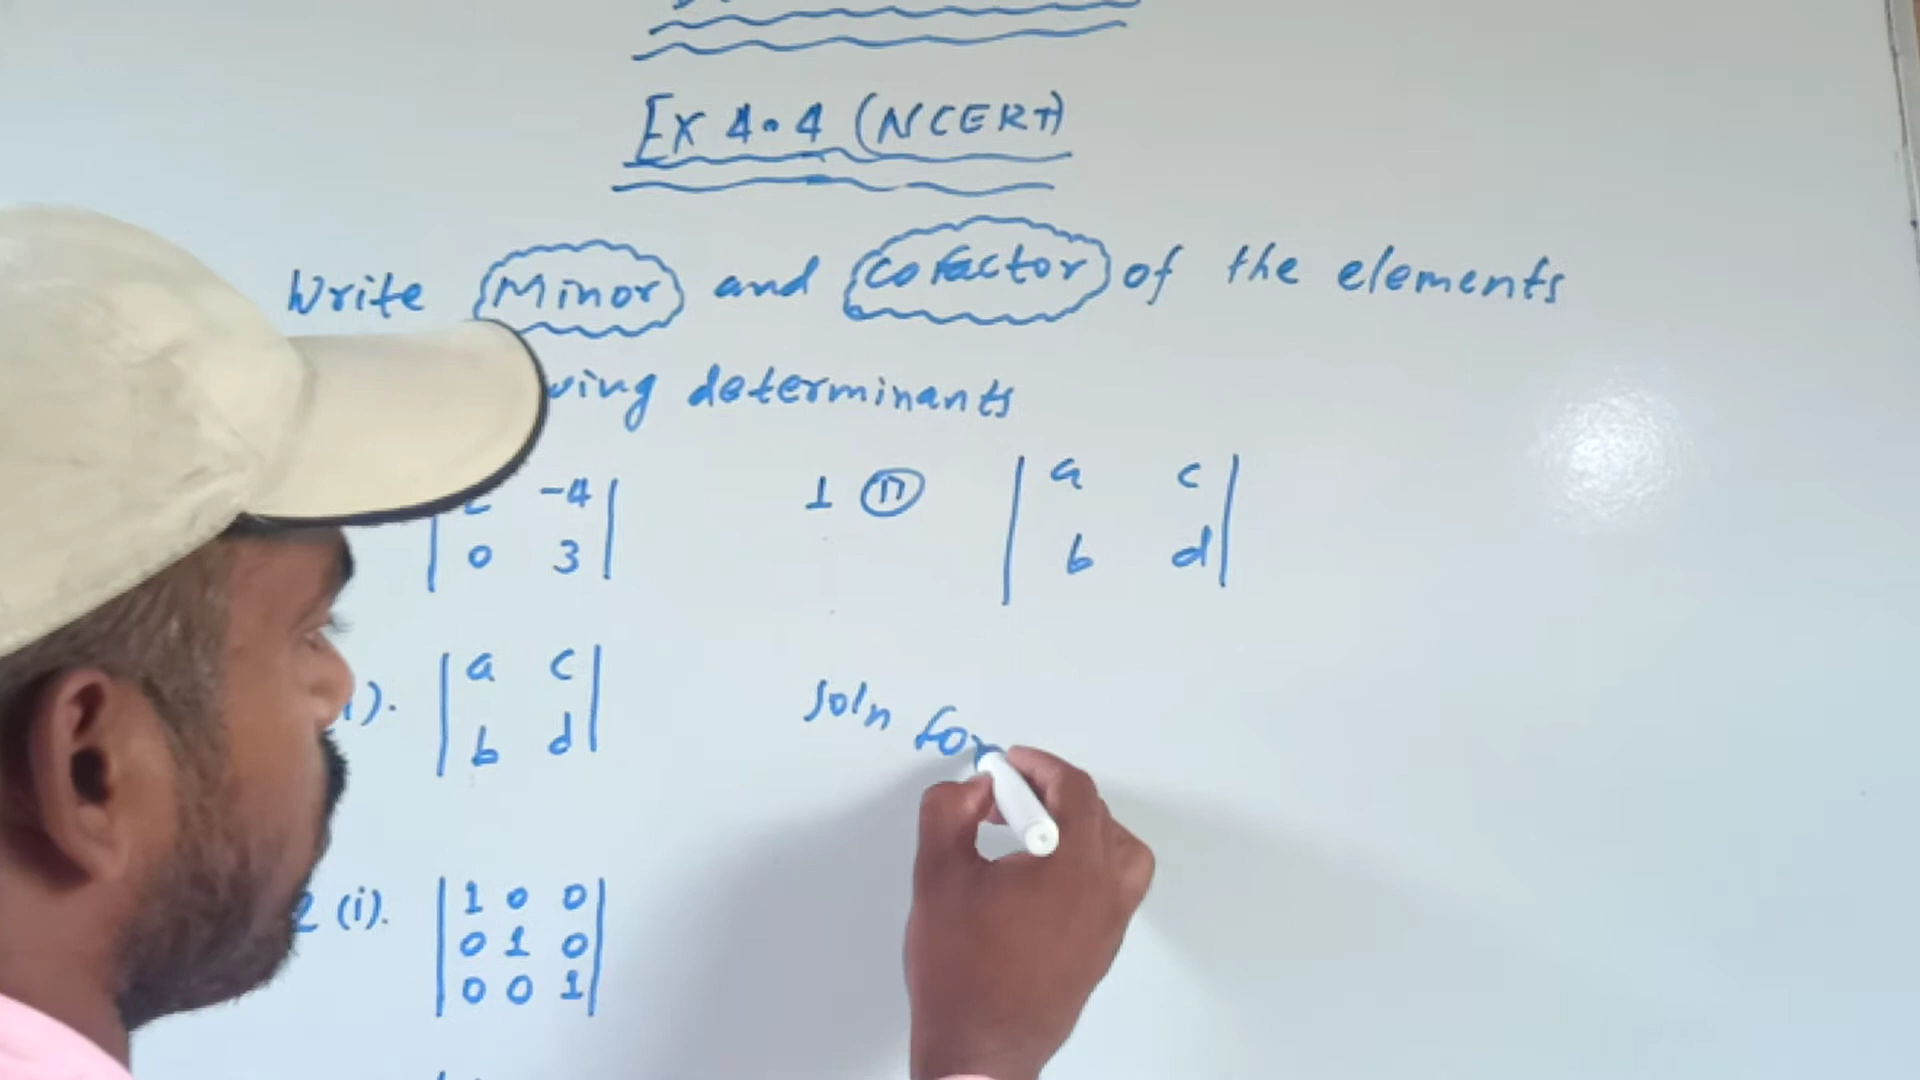 Ex 4.4 (NCERT)
Write Minor and Cofactor of the elements
determinants
-4
0 3
1 (ii) a c
b d
a c
b d
Soln for
2 (i). 1 0 0
0 1 0
0 0 1